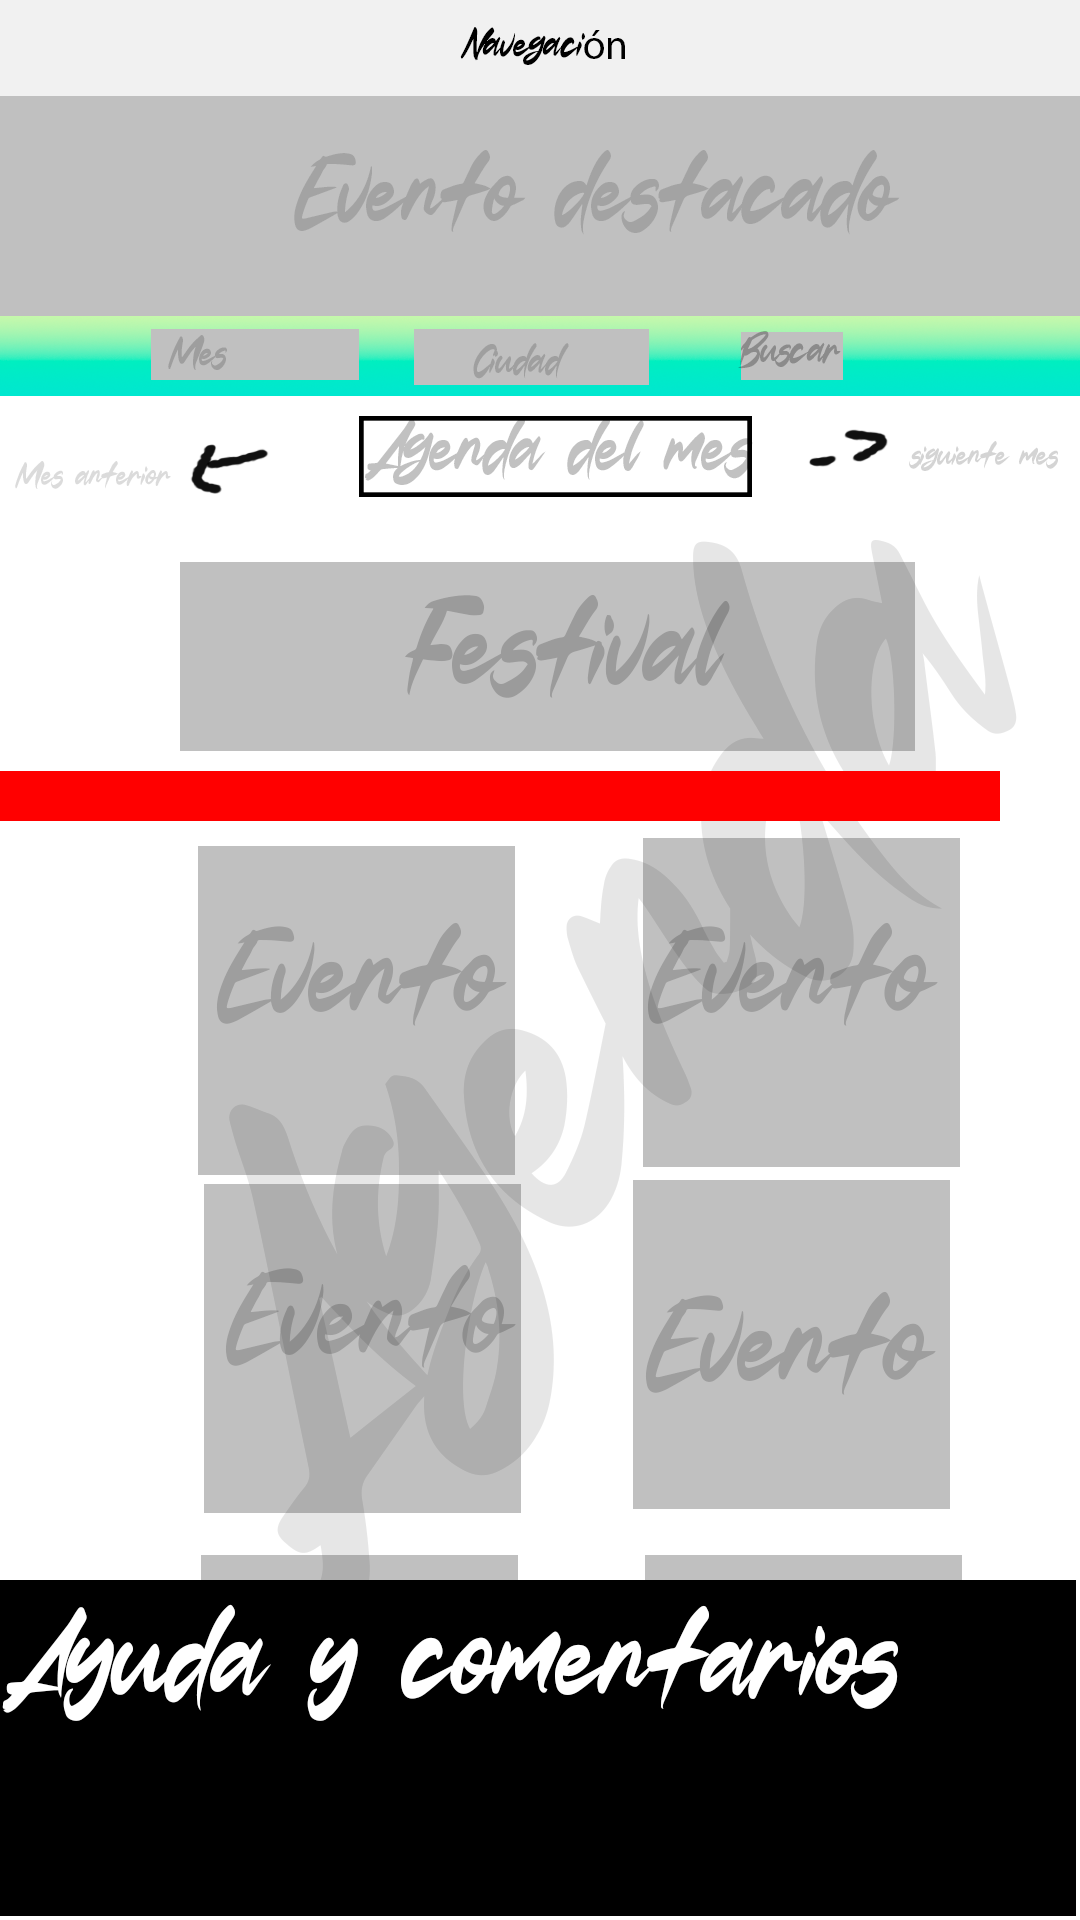 Navegación
Evento destacado
Mes
Ciudad
Buscar
Mes anterior
Agenda del mes
siguiente mes
Festival
Agenda
Evento
Evento
Evento
Evento
Ayuda y comentarios